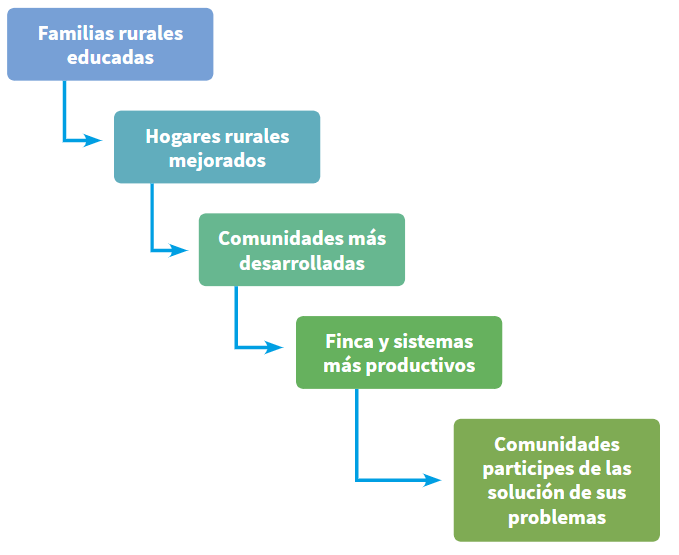 Familias rurales
educadas
Hogares rurales
mejorados
Comunidades más
desarrolladas
Finca y sistemas
más productivos
Comunidades
participes de las
solución de sus
problemas